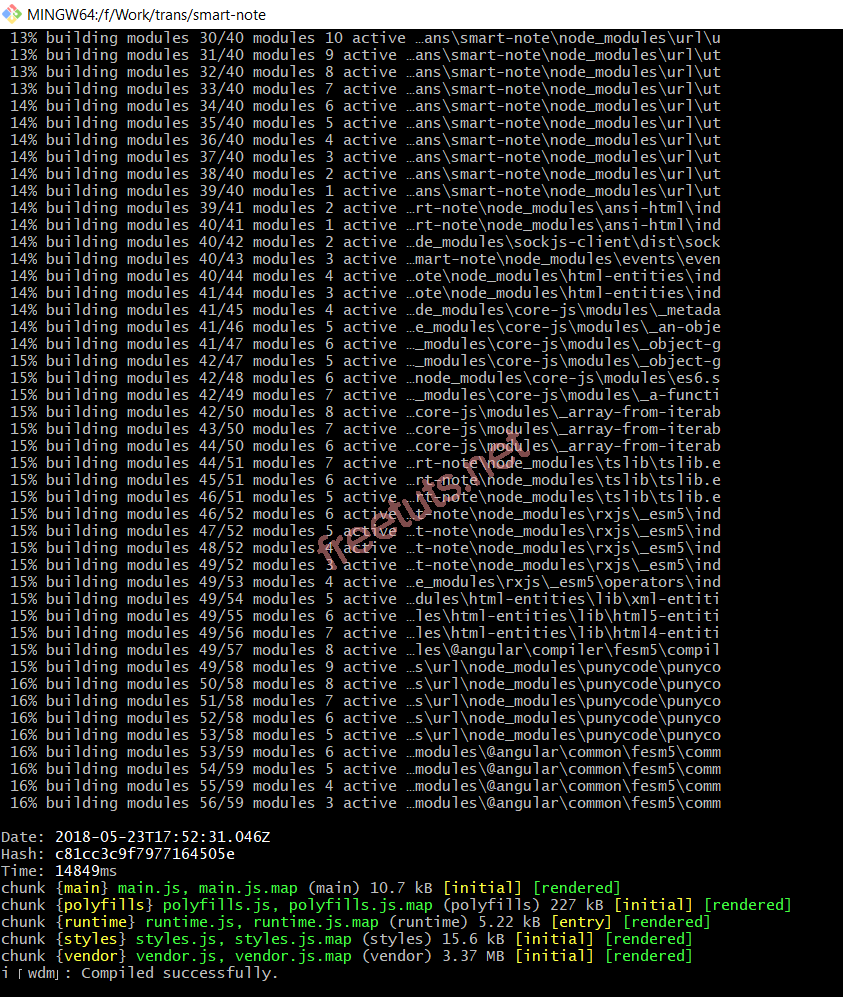 MINGW64:/f/Work/trans/smart-note
13% building modules 30/40 modules 10 active …ans\smart-note\node_modules\url\u
13% building modules 31/40 modules 9 active …ans\smart-note\node_modules\url\ut
13% building modules 32/40 modules 8 active …ans\smart-note\node_modules\url\ut
13% building modules 33/40 modules 7 active …ans\smart-note\node_modules\url\ut
14% building modules 34/40 modules 6 active …ans\smart-note\node_modules\url\ut
14% building modules 35/40 modules 5 active …ans\smart-note\node_modules\url\ut
14% building modules 36/40 modules 4 active …ans\smart-note\node_modules\url\ut
14% building modules 37/40 modules 3 active …ans\smart-note\node_modules\url\ut
14% building modules 38/40 modules 2 active …ans\smart-note\node_modules\url\ut
14% building modules 39/40 modules 1 active …ans\smart-note\node_modules\url\ut
14% building modules 39/41 modules 2 active …rt-note\node_modules\ansi-html\ind
14% building modules 40/41 modules 1 active …rt-note\node_modules\ansi-html\ind
14% building modules 40/42 modules 2 active …de_modules\sockjs-client\dist\sock
14% building modules 40/43 modules 3 active …mart-note\node_modules\events\even
14% building modules 40/44 modules 4 active …ote\node_modules\html-entities\ind
14% building modules 41/44 modules 3 active …ote\node_modules\html-entities\ind
14% building modules 41/45 modules 4 active …de_modules\core-js\modules\_metada
14% building modules 41/46 modules 5 active …e_modules\core-js\modules\_an-obje
14% building modules 41/47 modules 6 active …_modules\core-js\modules\_object-g
15% building modules 42/47 modules 5 active …_modules\core-js\modules\_object-g
15% building modules 42/48 modules 6 active …node_modules\core-js\modules\es6.s
15% building modules 42/49 modules 7 active …_modules\core-js\modules\_a-functi
15% building modules 42/50 modules 8 active …core-js\modules\_array-from-iterab
15% building modules 43/50 modules 7 active …core-js\modules\_array-from-iterab
15% building modules 44/50 modules 6 active …core-js\modules\_array-from-iterab
15% building modules 44/51 modules 7 active …rt-note\node_modules\tslib\tslib.e
15% building modules 45/51 modules 6 active …rt-note\node_modules\tslib\tslib.e
15% building modules 46/51 modules 5 active …rt-note\node_modules\tslib\tslib.e
15% building modules 46/52 modules 6 active …t-note\node_modules\rxjs\_esm5\ind
15% building modules 47/52 modules 5 active …t-note\node_modules\rxjs\_esm5\ind
15% building modules 48/52 modules 4 active …t-note\node_modules\rxjs\_esm5\ind
15% building modules 49/52 modules 3 active …t-note\node_modules\rxjs\_esm5\ind
15% building modules 49/53 modules 4 active …e_modules\rxjs\_esm5\operators\ind
15% building modules 49/54 modules 5 active …dules\html-entities\lib\xml-entiti
15% building modules 49/55 modules 6 active …les\html-entities\lib\html5-entiti
15% building modules 49/56 modules 7 active …les\html-entities\lib\html4-entiti
15% building modules 49/57 modules 8 active …les\@angular\compiler\fesm5\compil
15% building modules 49/58 modules 9 active …s\url\node_modules\punycode\punyco
16% building modules 50/58 modules 8 active …s\url\node_modules\punycode\punyco
16% building modules 51/58 modules 7 active …s\url\node_modules\punycode\punyco
16% building modules 52/58 modules 6 active …s\url\node_modules\punycode\punyco
16% building modules 53/58 modules 5 active …s\url\node_modules\punycode\punyco
16% building modules 53/59 modules 6 active …modules\@angular\common\fesm5\comm
16% building modules 54/59 modules 5 active …modules\@angular\common\fesm5\comm
16% building modules 55/59 modules 4 active …modules\@angular\common\fesm5\comm
16% building modules 56/59 modules 3 active …modules\@angular\common\fesm5\comm
freetuts.net
Date: 2018-05-23T17:52:31.046Z
Hash: c81cc3c9f7977164505e
Time: 14849ms
chunk {main} main.js, main.js.map (main) 10.7 kB [initial] [rendered]
chunk {polyfills} polyfills.js, polyfills.js.map (polyfills) 227 kB [initial] [rendered]
chunk {runtime} runtime.js, runtime.js.map (runtime) 5.22 kB [entry] [rendered]
chunk {styles} styles.js, styles.js.map (styles) 15.6 kB [initial] [rendered]
chunk {vendor} vendor.js, vendor.js.map (vendor) 3.37 MB [initial] [rendered]
i ｢wdm｣: Compiled successfully.